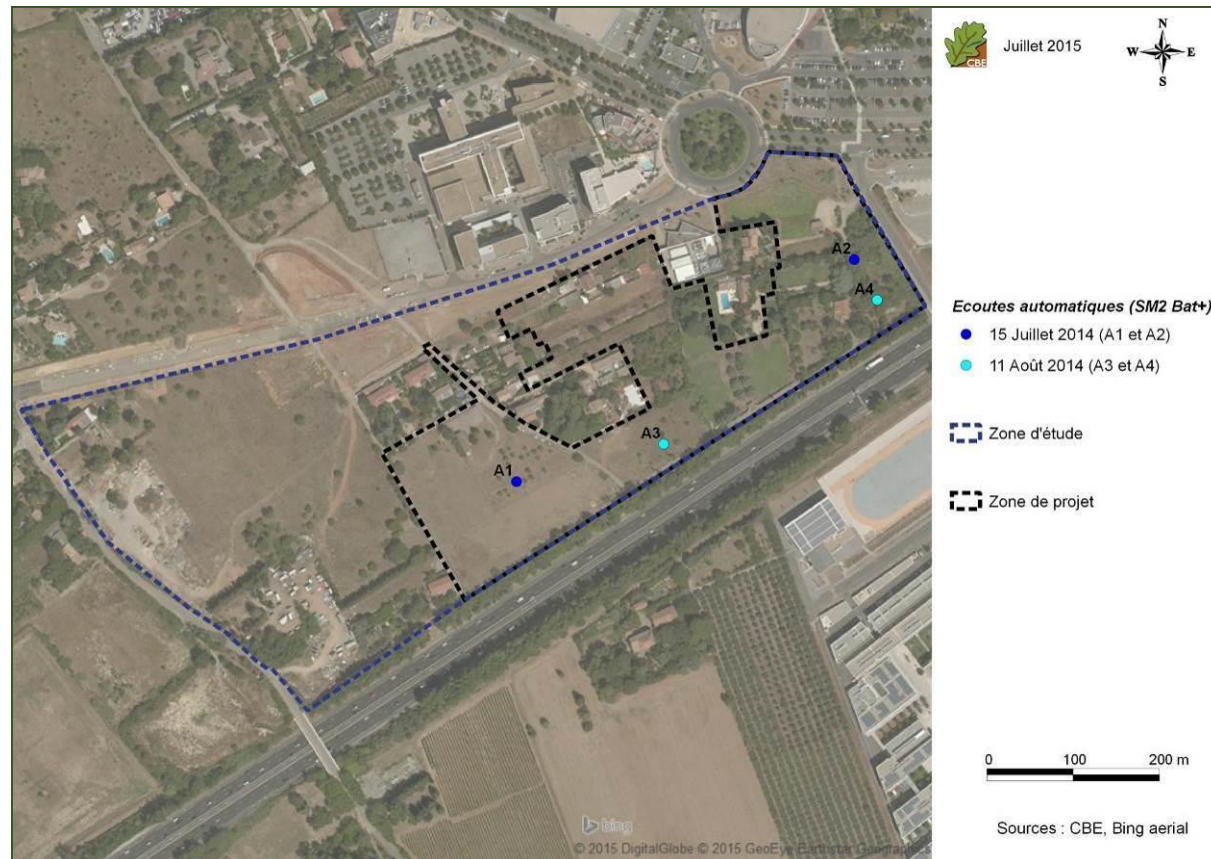 CBE
Juillet 2015
N
W E
S
A2
A4
A3
A1
Ecoutes automatiques (SM2 Bat+)
15 Juillet 2014 (A1 et A2)
11 Août 2014 (A3 et A4)
Zone d'étude
Zone de projet
0 100 200 m
Sources : CBE, Bing aerial
bing
© 2015 DigitalGlobe © 2015 GeoEye Earthstar Geographics